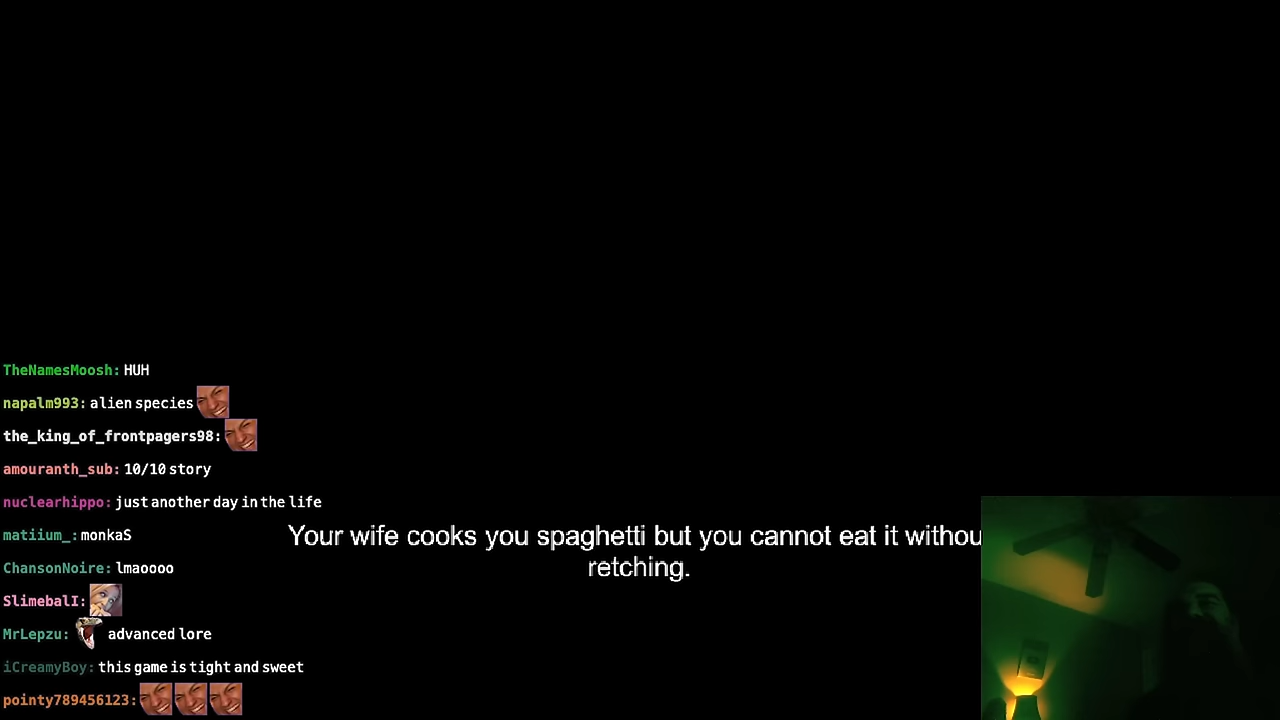 TheNamesMoosh: HUH
napalm993: alien species
the_king_of_frontpagers98:
amouranth_sub: 10/10 story
nuclearhippo: just another day in the life
matiium_: monkaS
ChansonNoire: lmaoooo
SlimebalI:
MrLepzu: advanced lore
iCreamyBoy: this game is tight and sweet
pointy789456123:
Your wife cooks you spaghetti but you cannot eat it withou
retching.